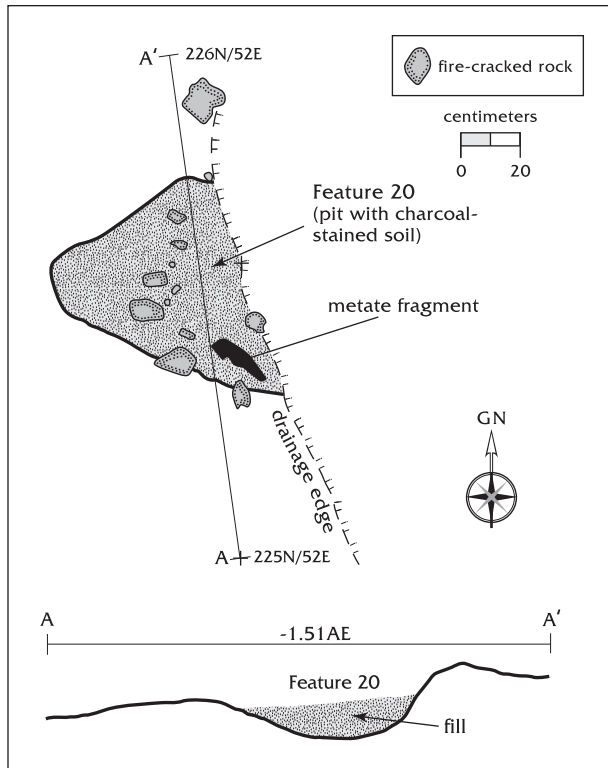 A′ 226N/52E
fire-cracked rock
centimeters
0 20
Feature 20
(pit with charcoal-
stained soil)
metate fragment
GN
drainage edge
A 225N/52E
A A′
-1.51AE
Feature 20
fill